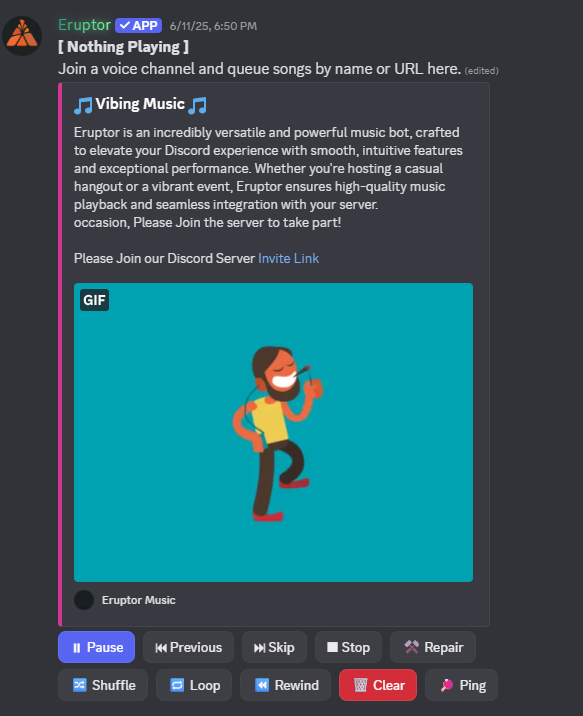 Eruptor ✓ APP 6/11/25, 6:50 PM
[ Nothing Playing ]
Join a voice channel and queue songs by name or URL here. (edited)
🎵 Vibing Music 🎵
Eruptor is an incredibly versatile and powerful music bot, crafted
to elevate your Discord experience with smooth, intuitive features
and exceptional performance. Whether you're hosting a casual
hangout or a vibrant event, Eruptor ensures high-quality music
playback and seamless integration with your server.
occasion, Please Join the server to take part!
Please Join our Discord Server Invite Link
GIF
Eruptor Music
Pause Previous Skip Stop Repair
Shuffle Loop Rewind Clear Ping